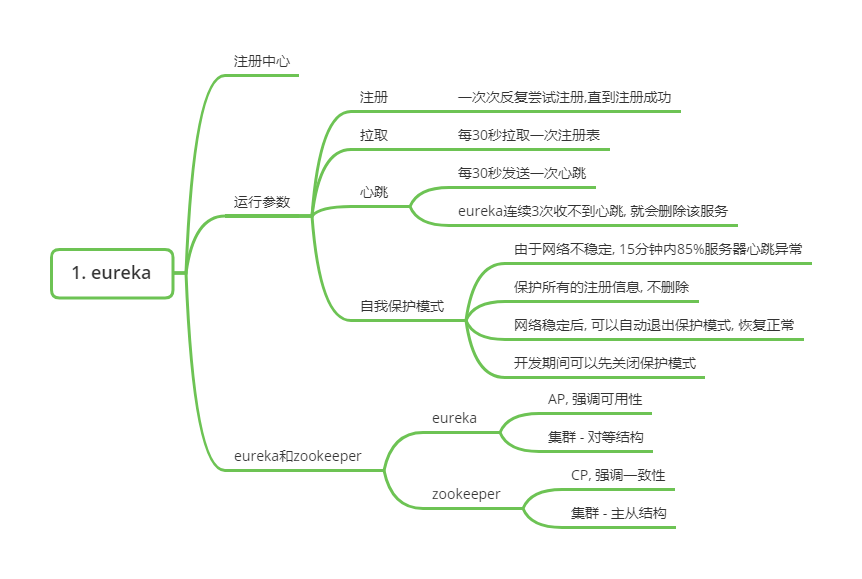 注册中心
注册
一次次反复尝试注册,直到注册成功
拉取
每30秒拉取一次注册表
每30秒发送一次心跳
心跳
运行参数
eureka连续3次收不到心跳, 就会删除该服务
由于网络不稳定, 15分钟内85%服务器心跳异常
1. eureka
保护所有的注册信息, 不删除
自我保护模式
网络稳定后, 可以自动退出保护模式, 恢复正常
开发期间可以先关闭保护模式
AP, 强调可用性
eureka
集群 - 对等结构
eureka和zookeeper
CP, 强调一致性
zookeeper
集群 - 主从结构